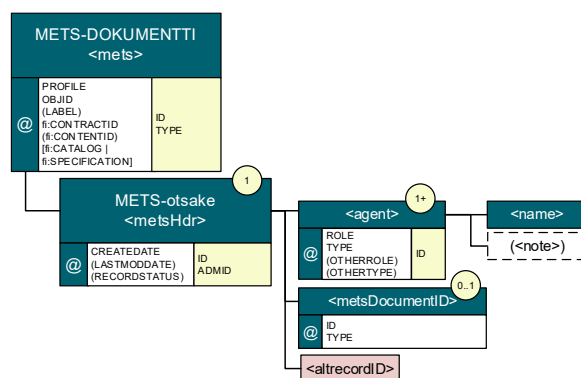 METS-DOKUMENTTI
<mets>
@
PROFILE
OBJID
(LABEL)
fi:CONTRACTID
(fi:CONTENTID)
[fi:CATALOG |
fi:SPECIFICATION]
ID
TYPE
1
METS-otsake
<metsHdr>
@
CREATEDATE
(LASTMODDATE)
(RECORDSTATUS)
ID
ADMID
1+
<agent>
@
ROLE
TYPE
(OTHERROLE)
(OTHERTYPE)
ID
<name>
(<note>)
0..1
<metsDocumentID>
@
ID
TYPE
<altrecordID>